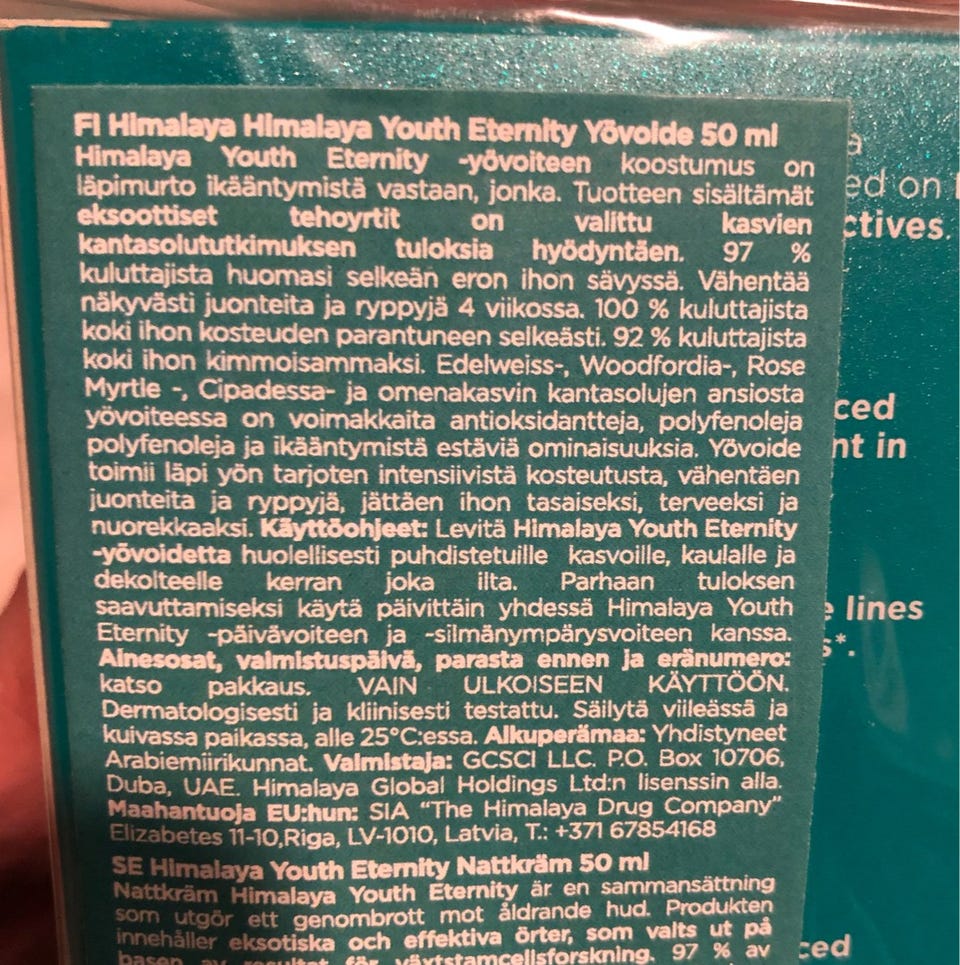 FI Himalaya Himalaya Youth Eternity Yövoide 50 ml
Himalaya Youth Eternity -yövoiteen koostumus on
läpimurto ikääntymistä vastaan, jonka. Tuotteen sisältämät
eksoottiset tehoyrtit on valittu kasvien
kantasolututkimuksen tuloksia hyödyntäen. 97 %
kuluttajista huomasi selkeän eron ihon sävyssä. Vähentää
näkyvästi juonteita ja ryppyjä 4 viikossa. 100 % kuluttajista
koki ihon kosteuden parantuneen selkeästi. 92 % kuluttajista
koki ihon kimmoisammaksi. Edelweiss-, Woodfordia-, Rose
Myrtle -, Cipadessa- ja omenakasvin kantasolujen ansiosta
yövoiteessa on voimakkaita antioksidantteja, polyfenoleja
polyfenoleja ja ikääntymistä estäviä ominaisuuksia. Yövoide
toimii läpi yön tarjoten intensiivistä kosteutusta, vähentäen
juonteita ja ryppyjä, jättäen ihon tasaiseksi, terveeksi ja
nuorekkaaksi. Käyttöohjeet: Levitä Himalaya Youth Eternity
-yövoidetta huolellisesti puhdistetuille kasvoille, kaulalle ja
dekolteelle kerran joka ilta. Parhaan tuloksen
saavuttamiseksi käytä päivittäin yhdessä Himalaya Youth
Eternity -päivävoiteen ja -silmänympärysvoiteen kanssa.
Ainesosat, valmistuspäivä, parasta ennen ja eränumero:
katso pakkaus. VAIN ULKOISEEN KÄYTTÖÖN.
Dermatologisesti ja kliinisesti testattu. Säilytä viileässä ja
kuivassa paikassa, alle 25°C:essa. Alkuperämaa: Yhdistyneet
Arabiemiirikunnat. Valmistaja: GCSCI LLC. P.O. Box 10706,
Duba, UAE. Himalaya Global Holdings Ltd:n lisenssin alla.
Maahantuoja EU:hun: SIA "The Himalaya Drug Company"
Elizabetes 11-10,Riga, LV-1010, Latvia, T.: +371 67854168
SE Himalaya Youth Eternity Nattkräm 50 ml
Nattkräm Himalaya Youth Eternity är en sammansättning
som utgör ett genombrott mot åldrande hud. Produkten
innehåller eksotiska och effektiva örter, som valts ut på
basen av resultat för växtstamcellsforskning. 97 % av
ed on
ctives.
ced
nt in
lines
s*.
ced